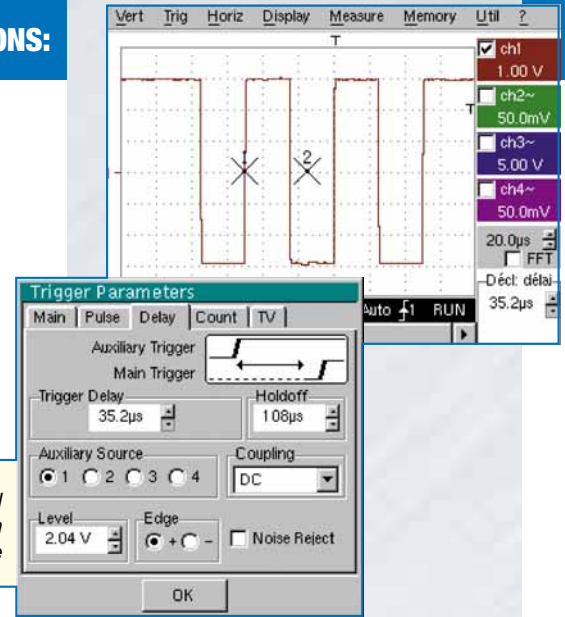 ONS:
Vert Trig Horiz Display Measure Memory Util ?
T
ch1
1.00 V
ch2~
50.0mV
T
ch3~
5.00 V
ch4~
50.0mV
1 2
20.0µs
FFT
Décl: délai
35.2µs
Auto 1 RUN
Trigger Parameters
Main Pulse Delay Count TV
Auxiliary Trigger
Main Trigger
Trigger Delay Holdoff
35.2µs 108µs
Auxiliary Source Coupling
1 2 3 4 DC
Level Edge
2.04 V + - Noise Reject
OK